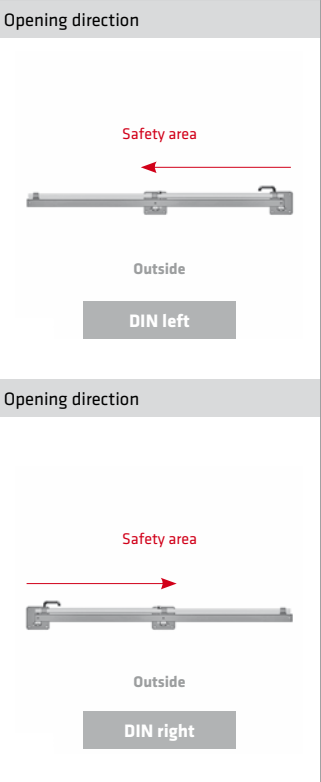 Opening direction
Safety area
Outside
DIN left
Opening direction
Safety area
Outside
DIN right